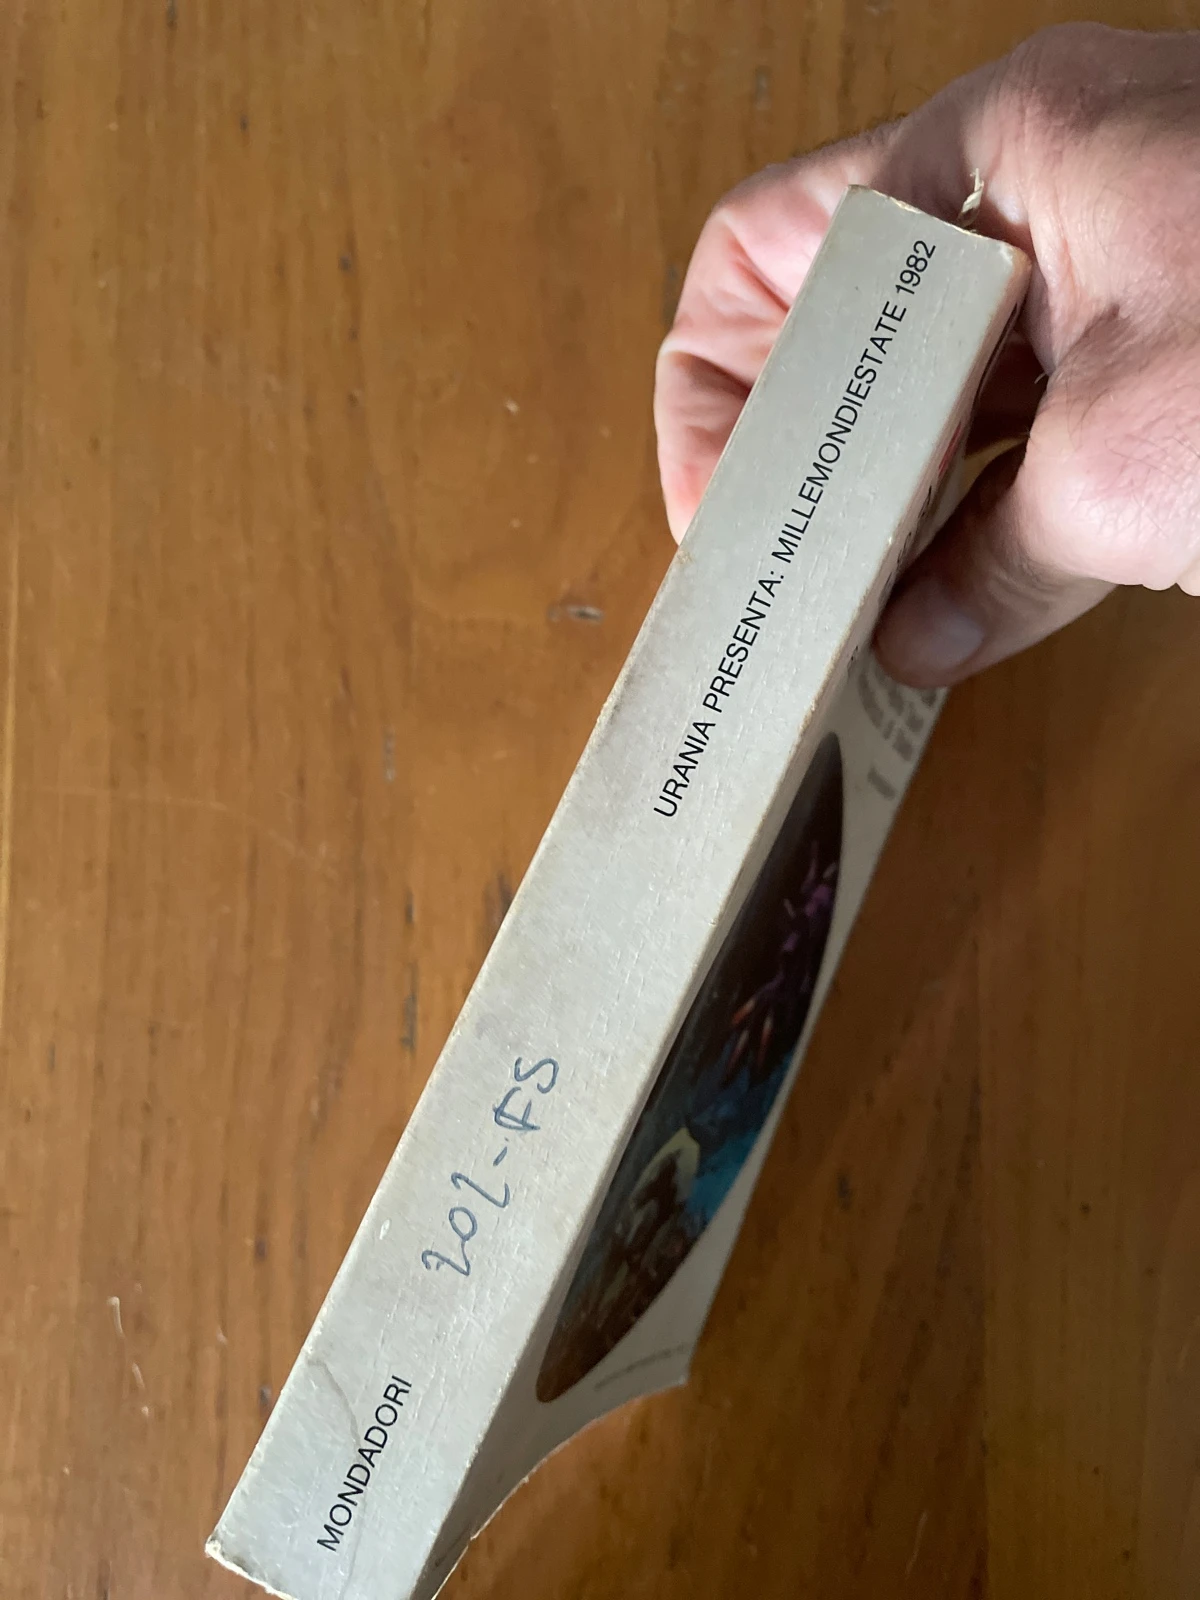 URANIA PRESENTA: MILLEMONDIESTATE 1982
202-FS
MONDADORI